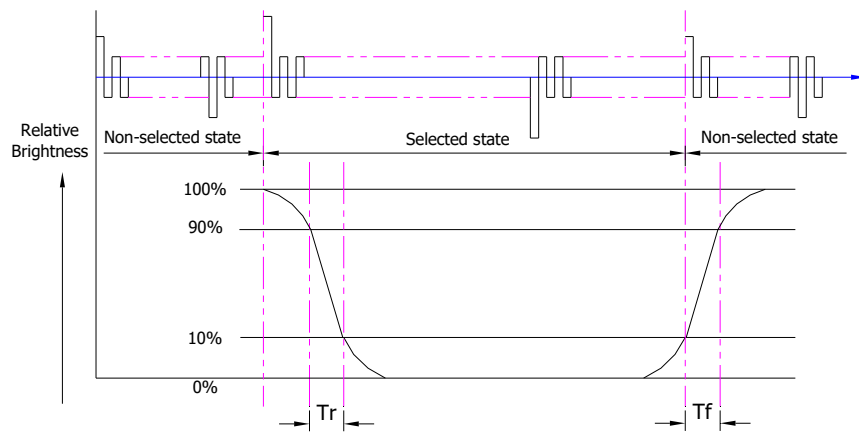 Relative
Brightness
Non-selected state
Selected state
Non-selected state
100%
90%
10%
0%
Tr
Tf